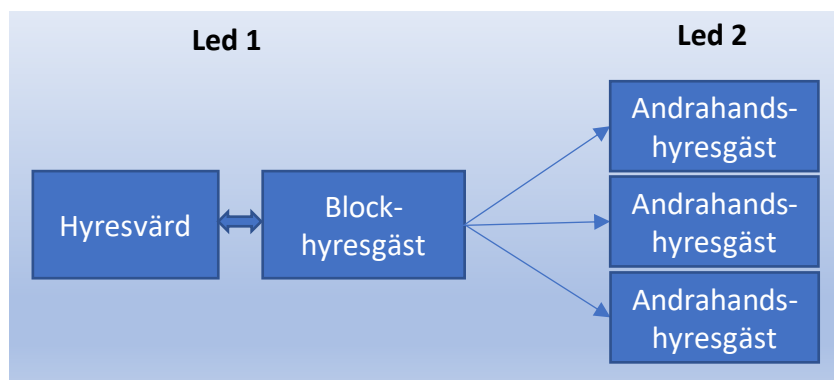 Led 1
Led 2
Hyresvärd
Block-
hyresgäst
Andrahands-
hyresgäst
Andrahands-
hyresgäst
Andrahands-
hyresgäst